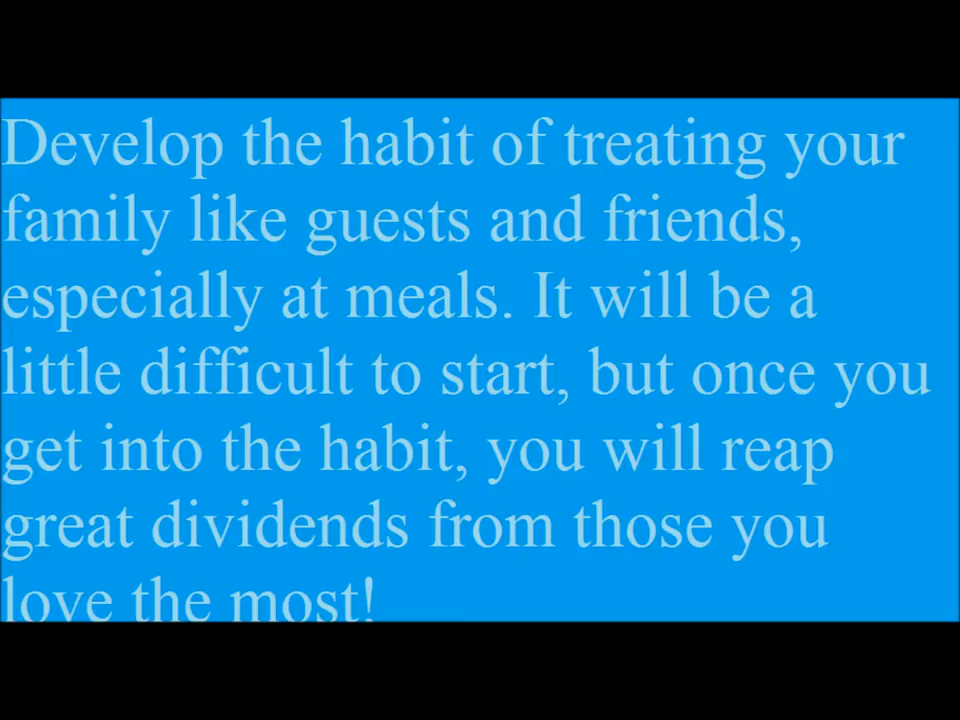 Develop the habit of treating your
family like guests and friends,
especially at meals. It will be a
little difficult to start, but once you
get into the habit, you will reap
great dividends from those you
love the most!